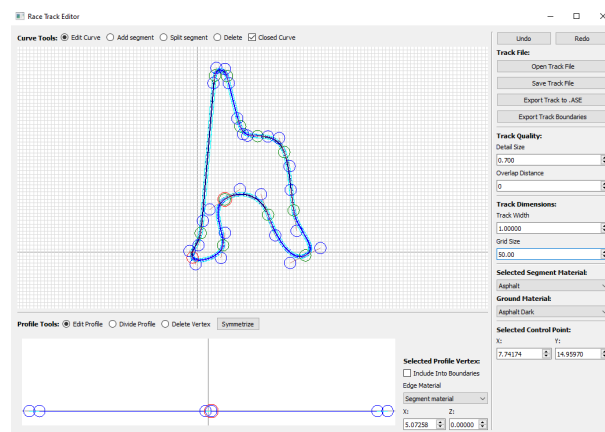 Race Track Editor
Curve Tools: Edit Curve Add segment Split segment Delete Closed Curve
Undo Redo
Track File:
Open Track File
Save Track File
Export Track to .ASE
Export Track Boundaries
Track Quality:
Detail Size
0.700
Overlap Distance
0
Track Dimensions:
Track Width
1.00000
Grid Size
50.00
Selected Segment Material:
Asphalt
Ground Material:
Asphalt Dark
Selected Control Point:
X: Y:
7.74174 14.95970
Profile Tools: Edit Profile Divide Profile Delete Vertex Symmetrize
Selected Profile Vertex:
Include Into Boundaries
Edge Material
Segment material
X: Z:
5.07258 0.00000